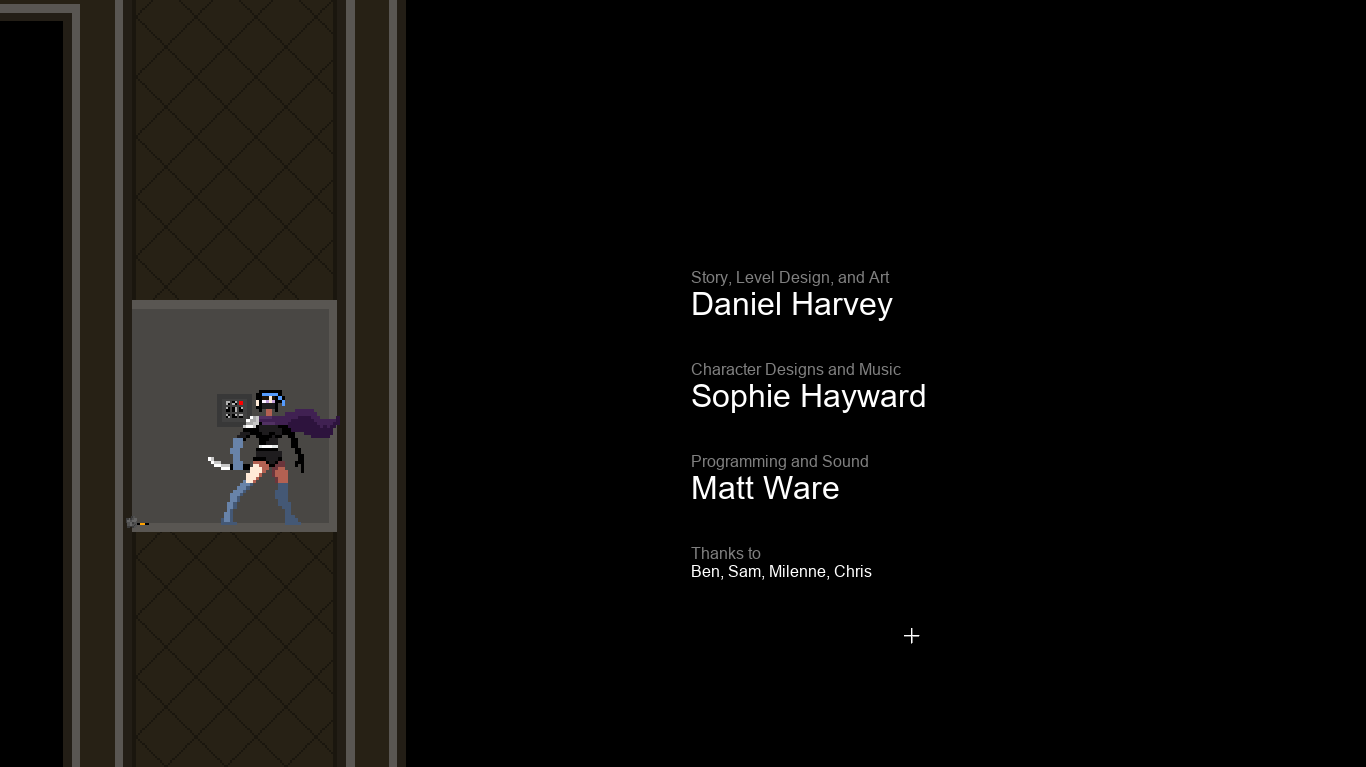 Story, Level Design, and Art
Daniel Harvey
Character Designs and Music
Sophie Hayward
Programming and Sound
Matt Ware
Thanks to
Ben, Sam, Milenne, Chris